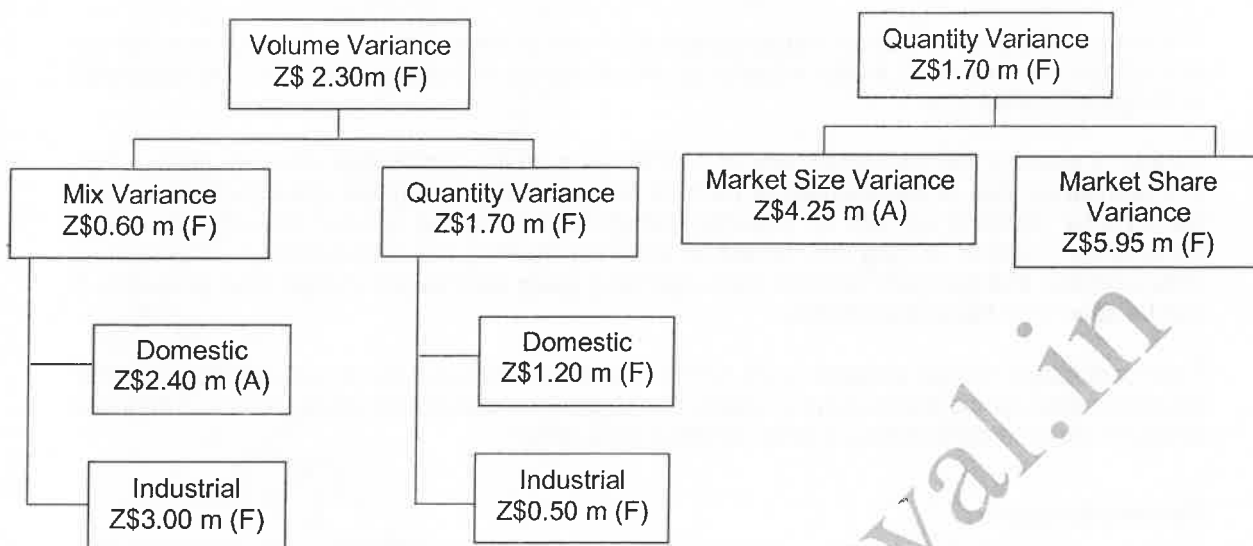 Volume Variance
Z$ 2.30m (F)
Quantity Variance
Z$1.70 m (F)
Mix Variance
Z$0.60 m (F)
Quantity Variance
Z$1.70 m (F)
Market Size Variance
Z$4.25 m (A)
Market Share
Variance
Z$5.95 m (F)
Domestic
Z$2.40 m (A)
Domestic
Z$1.20 m (F)
Industrial
Z$3.00 m (F)
Industrial
Z$0.50 m (F)
val.in